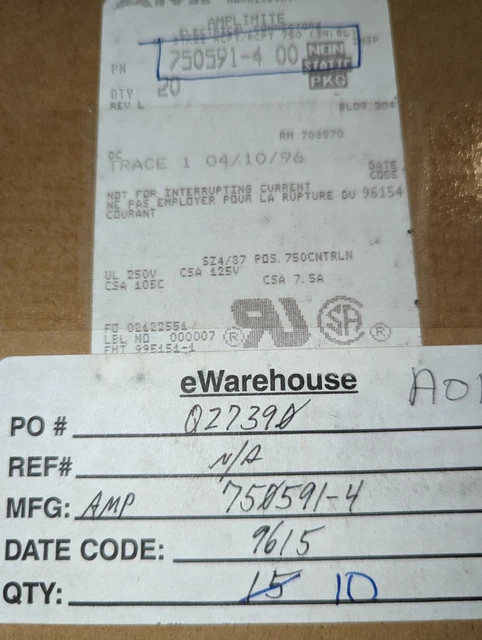 AMPLIMITE
750591-4 00 NON
PN STATIC
QTY 20 PKG
REV L BLDG 304
RM 703570
DC
TRACE 1 04/10/96 DATE
CODE
NOT FOR INTERRUPTING CURRENT
NE PAS EMPLOYER POUR LA RUPTURE DU 96154
COURANT
SZ4/37 POS. 750CNTRLN
UL 250V CSA 125V
CSA 105C CSA 7.5A
FO 02122551
LBL NO 000007
FMT 995151-1
eWarehouse
PO # Q27390
REF# N/A
MFG: AMP 750591-4
DATE CODE: 9615
QTY: 15 10